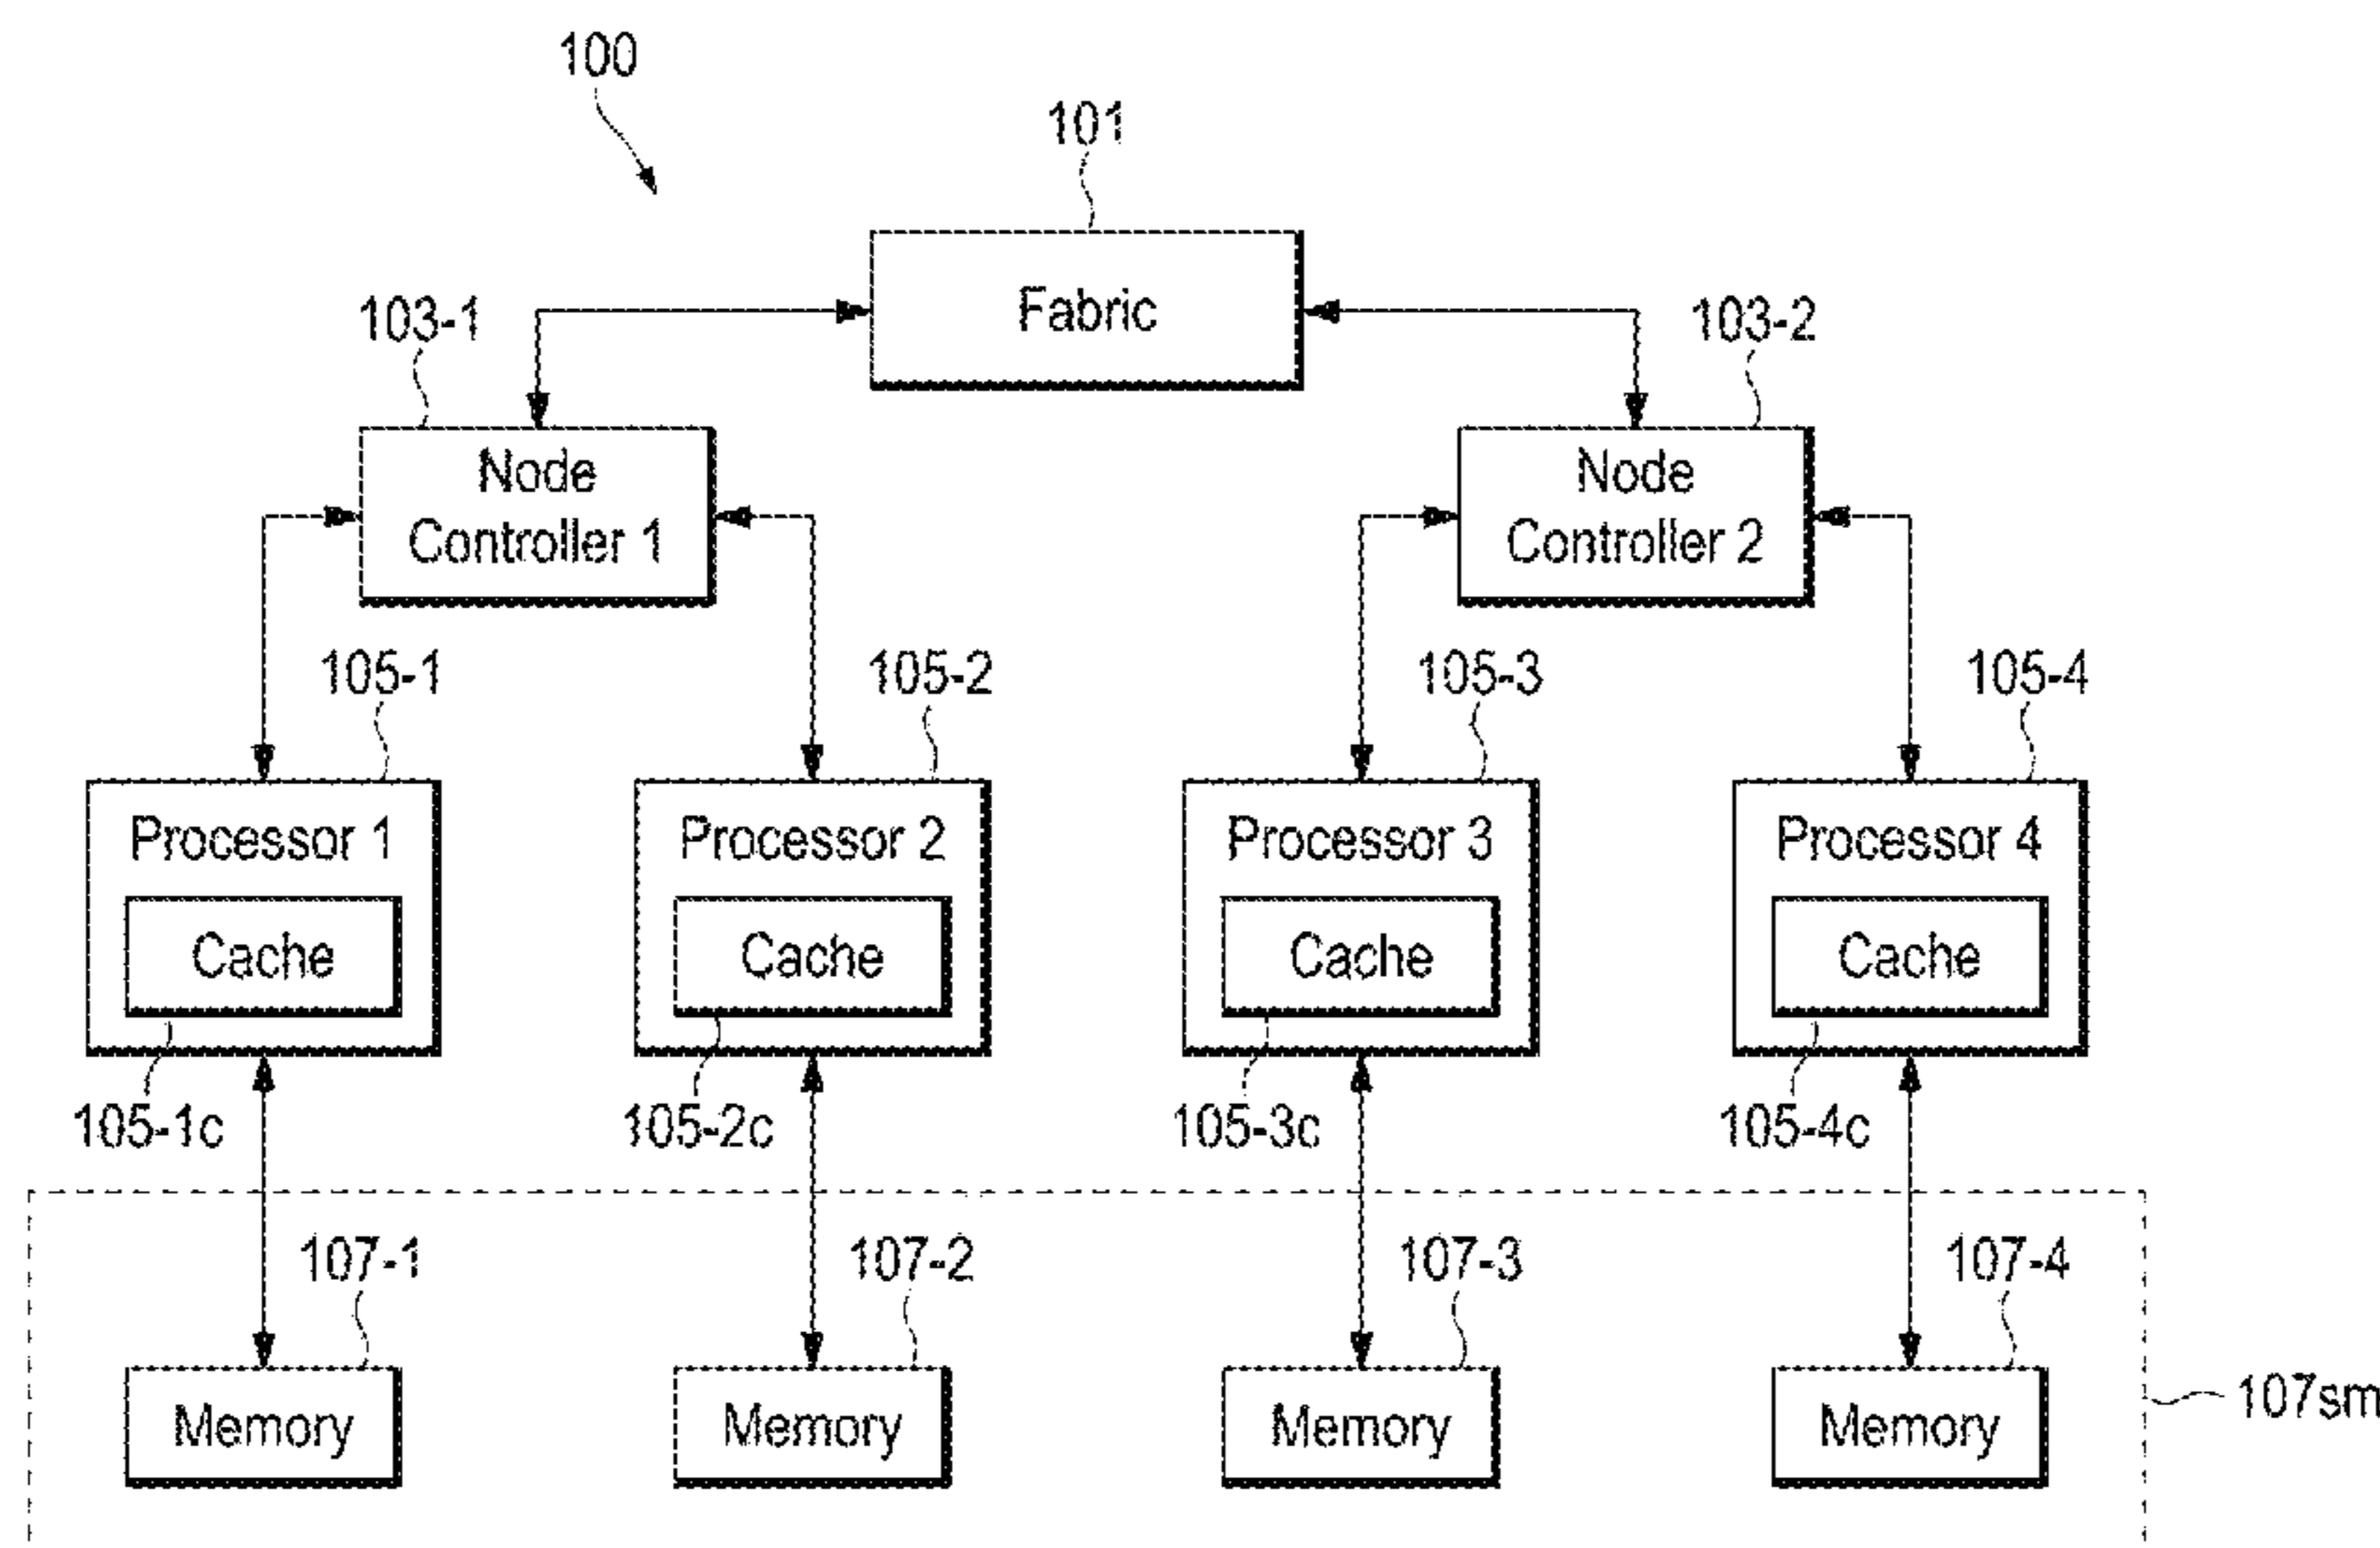 100
101
Fabric
103-1
103-2
Node
Controller 1
Node
Controller 2
105-1
105-2
105-3
105-4
Processor 1
Processor 2
Processor 3
Processor 4
Cache
Cache
Cache
Cache
105-1c
105-2c
105-3c
105-4c
107-1
107-2
107-3
107-4
Memory
Memory
Memory
Memory
107sm